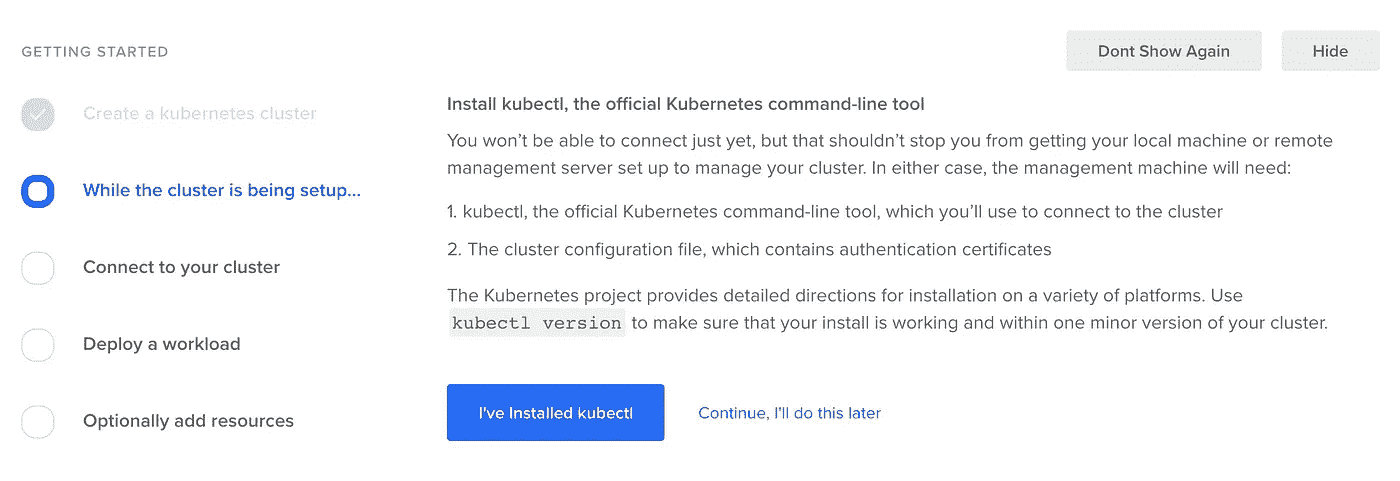 GETTING STARTED
Dont Show Again
Hide
Create a kubernetes cluster
While the cluster is being setup...
Connect to your cluster
Deploy a workload
Optionally add resources
Install kubectl, the official Kubernetes command-line tool
You won’t be able to connect just yet, but that shouldn’t stop you from getting your local machine or remote
management server set up to manage your cluster. In either case, the management machine will need:
1. kubectl, the official Kubernetes command-line tool, which you’ll use to connect to the cluster
2. The cluster configuration file, which contains authentication certificates
The Kubernetes project provides detailed directions for installation on a variety of platforms. Use
kubectl version to make sure that your install is working and within one minor version of your cluster.
I've Installed kubectl
Continue, I'll do this later